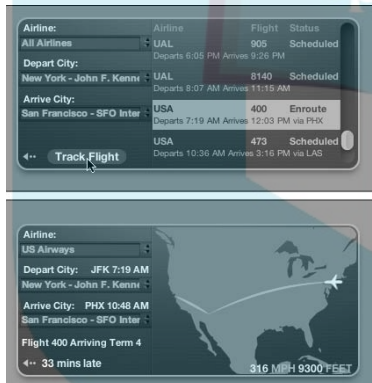 Airline:
All Airlines
Depart City:
New York - John F. Kenne
Arrive City:
San Francisco - SFO Inter
Track Flight
Airline Flight Status
UAL 905 Scheduled
Departs 6:05 PM Arrives 9:26 PM
UAL 8140 Scheduled
Departs 8:07 AM Arrives 11:15 AM
USA 400 Enroute
Departs 7:19 AM Arrives 12:03 PM via PHX
USA 473 Scheduled
Departs 10:36 AM Arrives 3:16 PM via LAS
Airline:
US Airways
Depart City: JFK 7:19 AM
New York - John F. Kenne
Arrive City: PHX 10:48 AM
San Francisco - SFO Inter
Flight 400 Arriving Term 4
33 mins late
316 MPH 9300 FEET